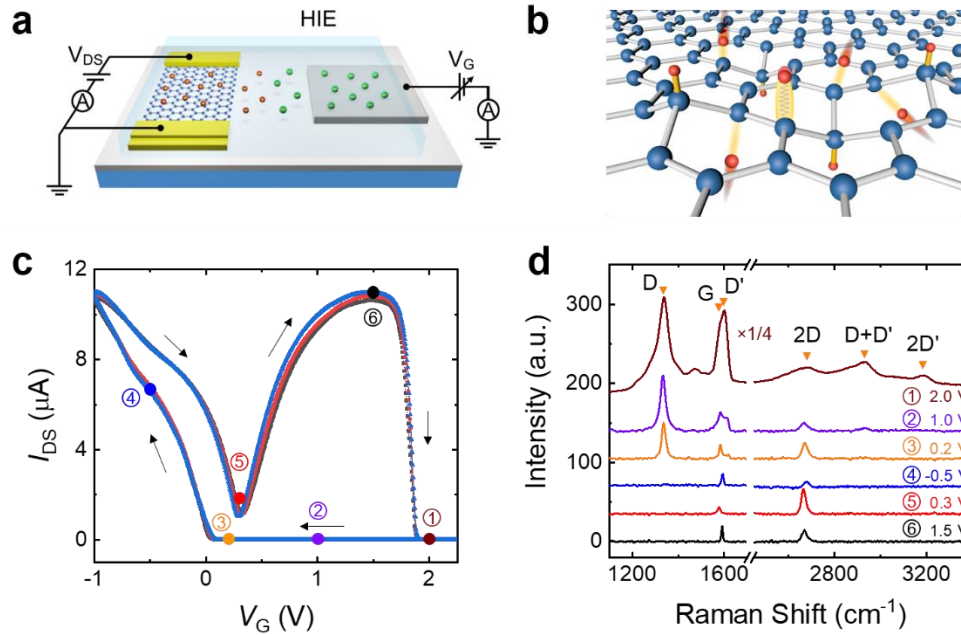 a
HIE
V_DS
A
V_G
A
b
c
I_DS (μA)
12
8
4
0
-1
0
1
2
V_G (V)
①
②
③
④
⑤
⑥
d
Intensity (a.u.)
300
200
100
0
D
G
D'
×1/4
2D
D+D'
2D'
① 2.0 V
② 1.0 V
③ 0.2 V
④ -0.5 V
⑤ 0.3 V
⑥ 1.5 V
1200
1600
2800
3200
Raman Shift (cm⁻¹)